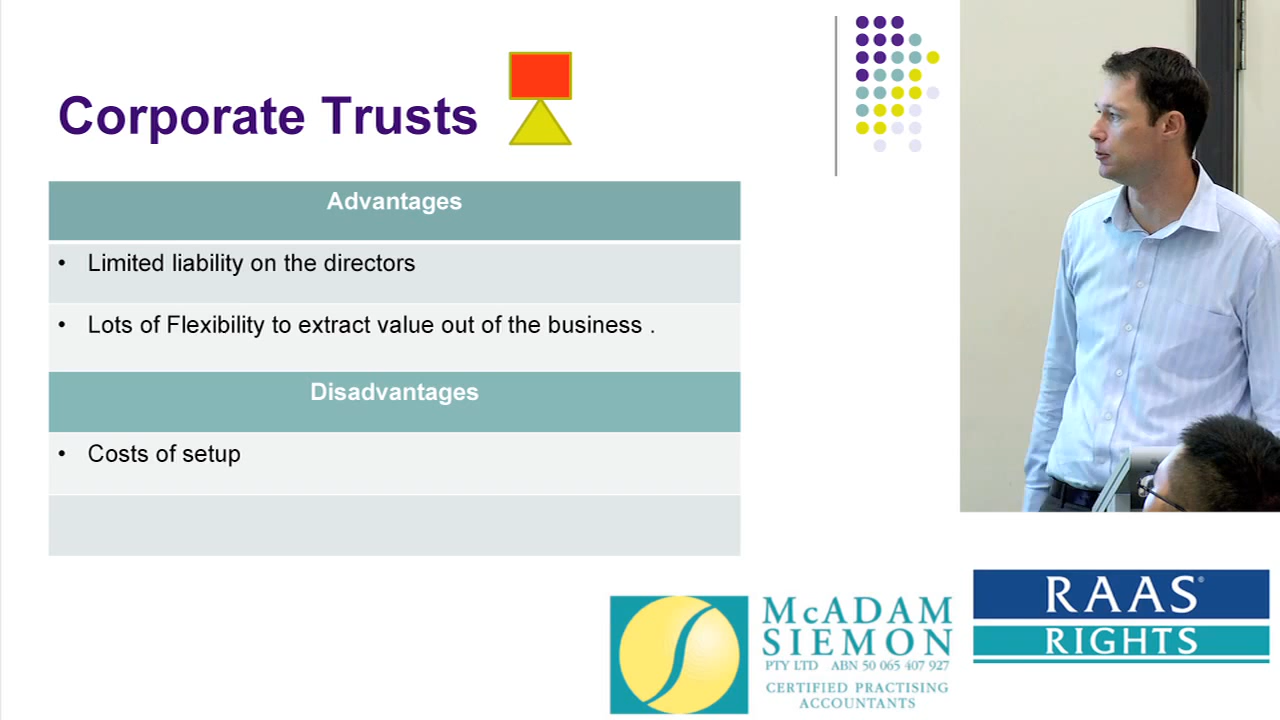 Corporate Trusts
Advantages
• Limited liability on the directors
• Lots of Flexibility to extract value out of the business .
Disadvantages
• Costs of setup
McADAM
SIEMON
PTY LTD ABN 50 065 407 927
CERTIFIED PRACTISING
ACCOUNTANTS
RAAS®
RIGHTS